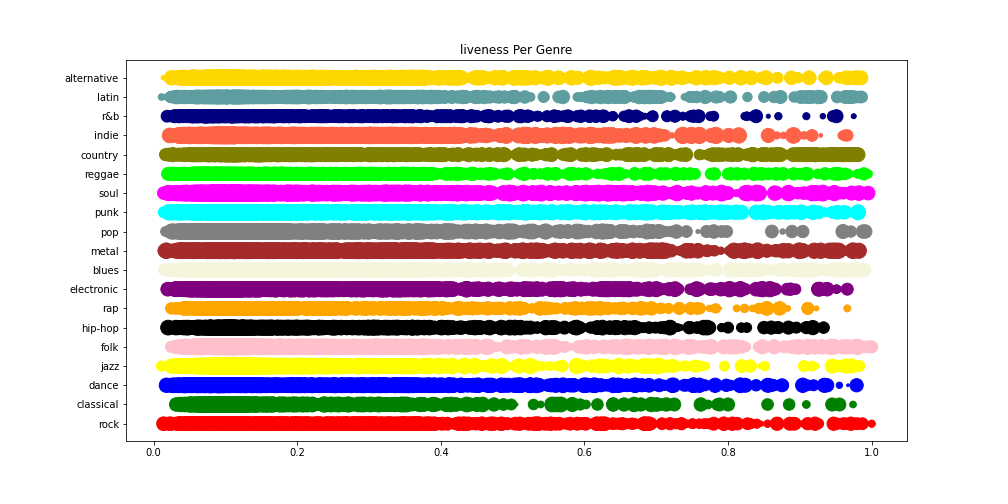 liveness Per Genre
alternative
latin
r&b
indie
country
reggae
soul
punk
pop
metal
blues
electronic
rap
hip-hop
folk
jazz
dance
classical
rock
0.0 0.2 0.4 0.6 0.8 1.0